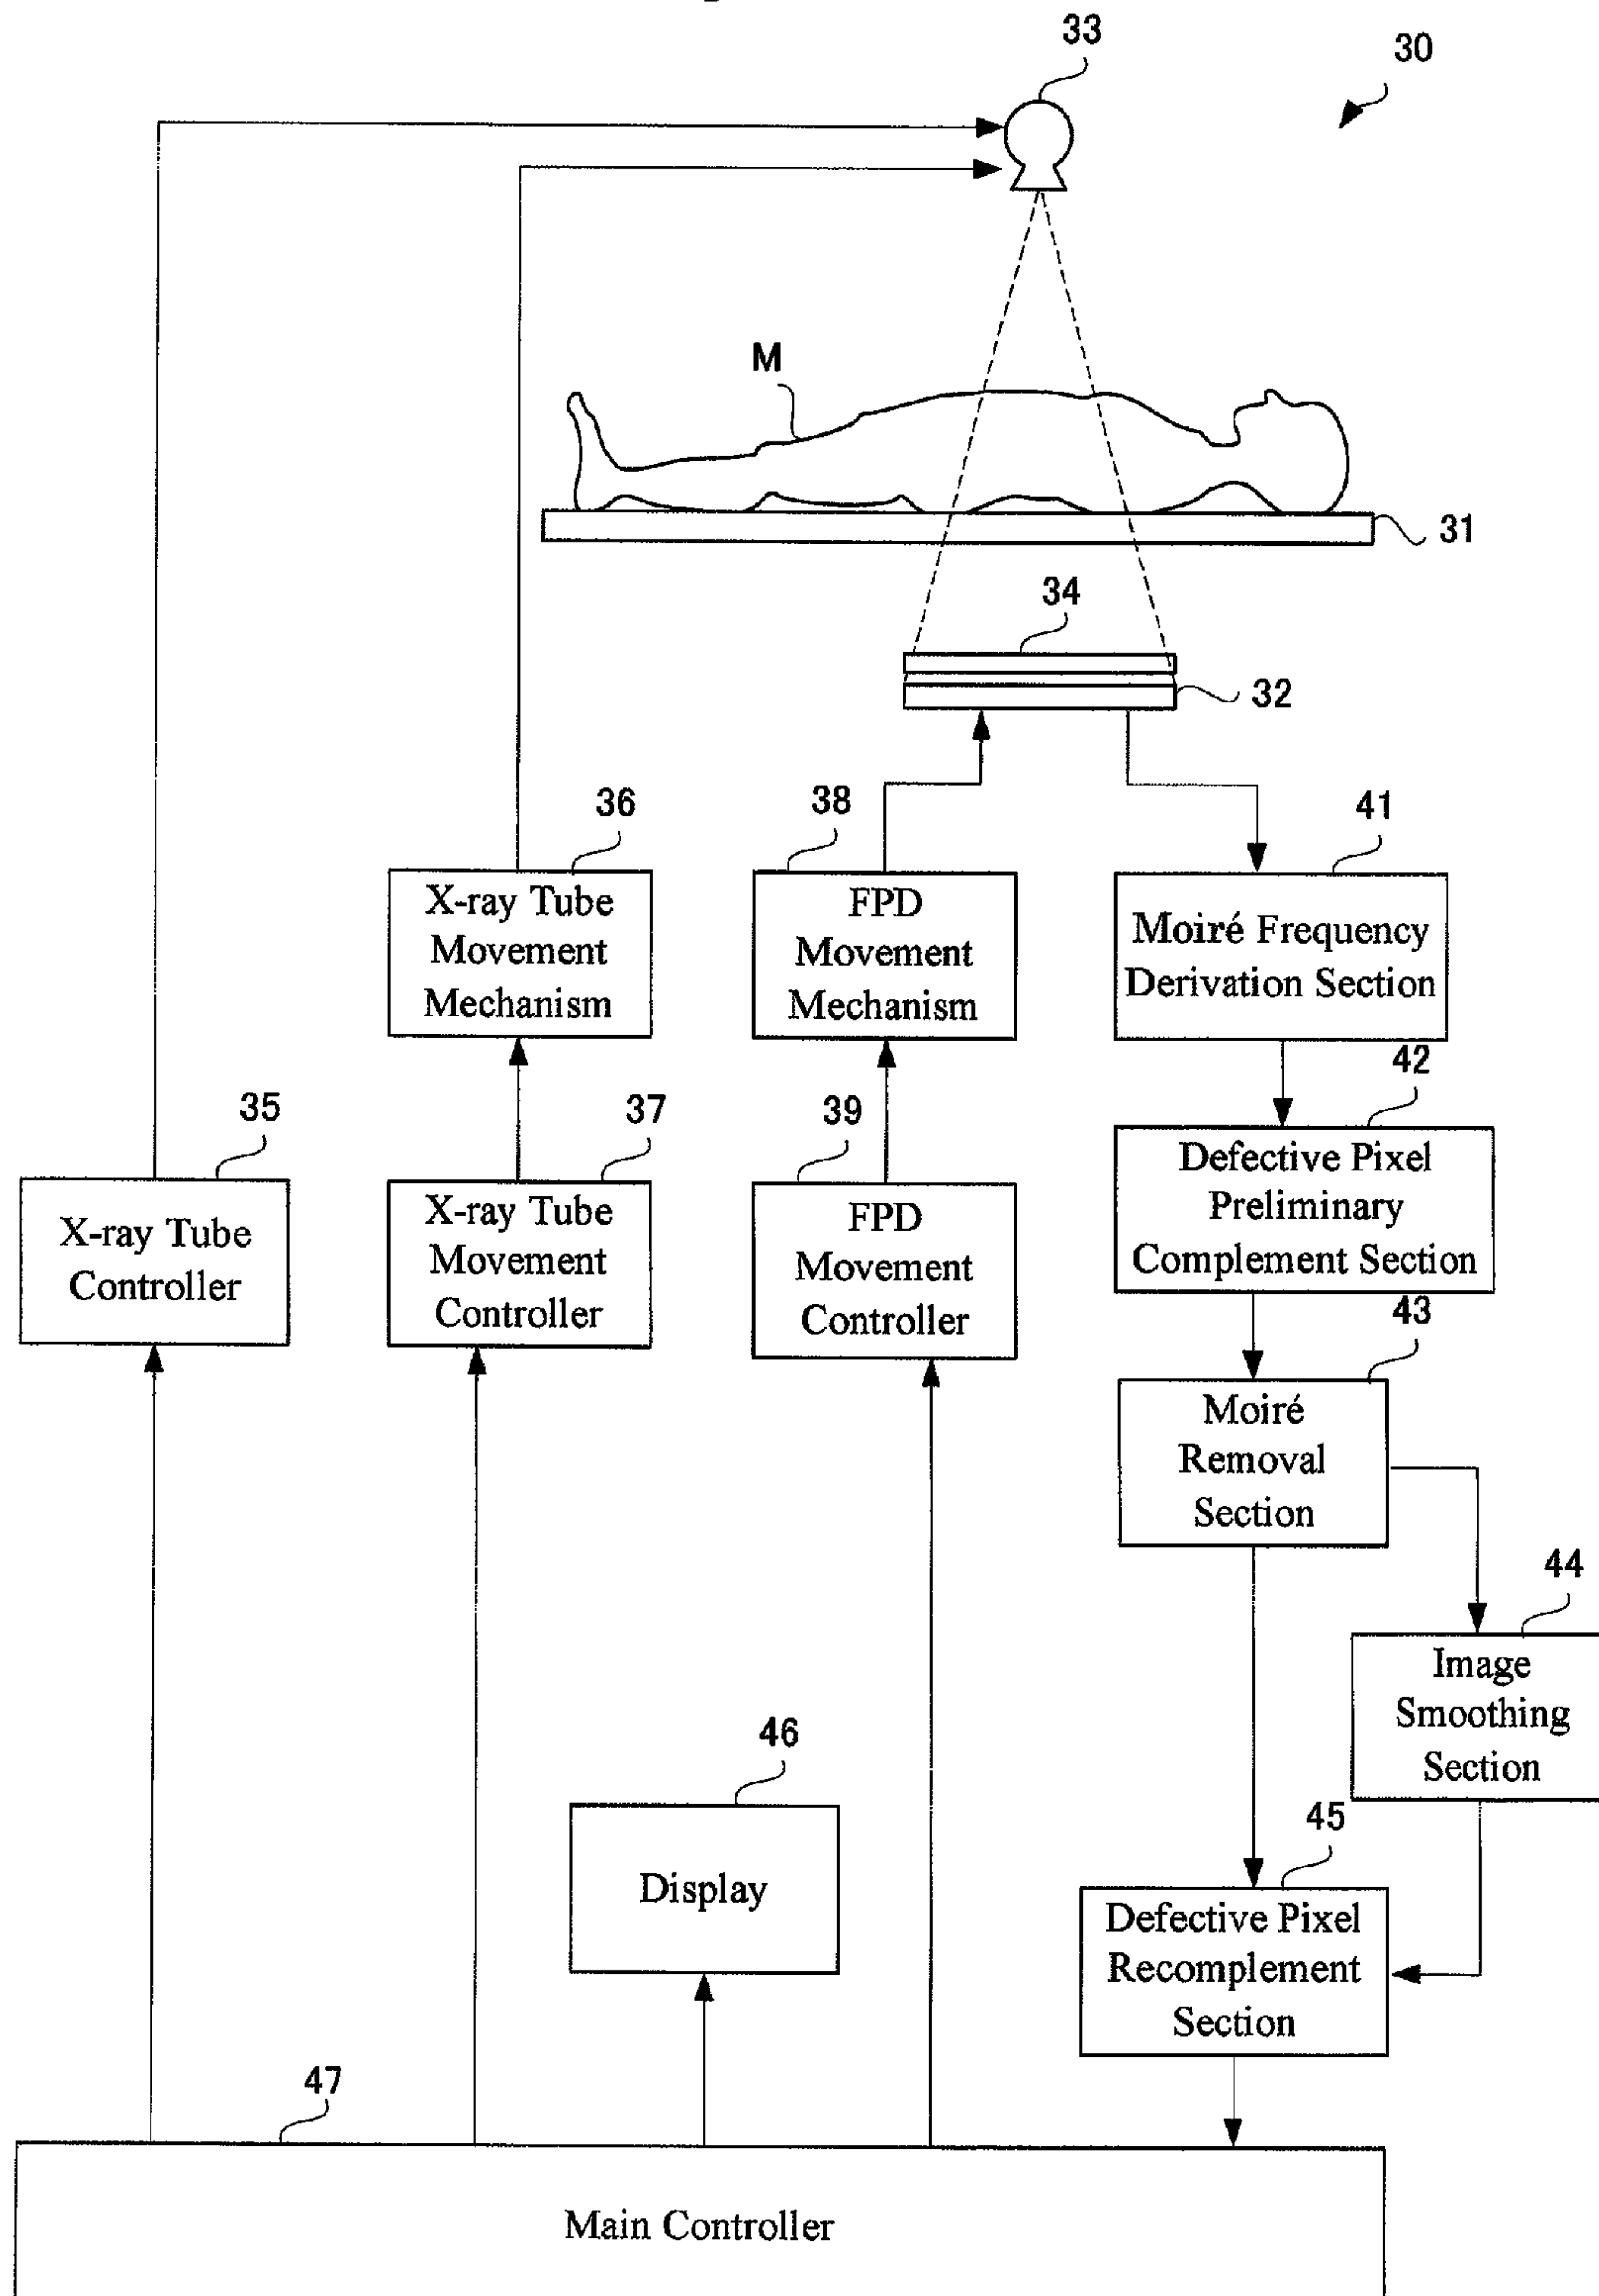 33
30
M
31
34
32
36
38
41
X-ray Tube
Movement
Mechanism
FPD
Movement
Mechanism
Moiré Frequency
Derivation Section
42
35
37
39
Defective Pixel
Preliminary
Complement Section
X-ray Tube
Controller
X-ray Tube
Movement
Controller
FPD
Movement
Controller
43
Moiré
Removal
Section
44
Image
Smoothing
Section
46
45
Display
Defective Pixel
Recomplement
Section
47
Main Controller